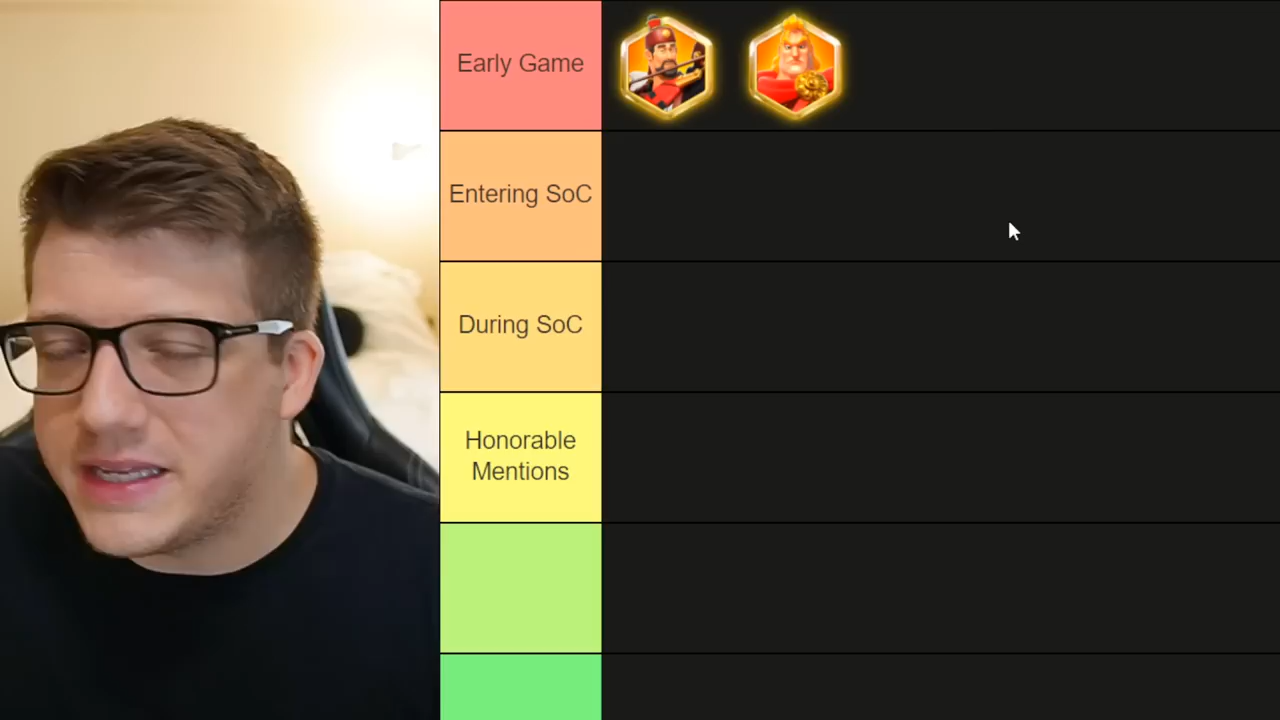 Early Game
Entering SoC
During SoC
Honorable
Mentions